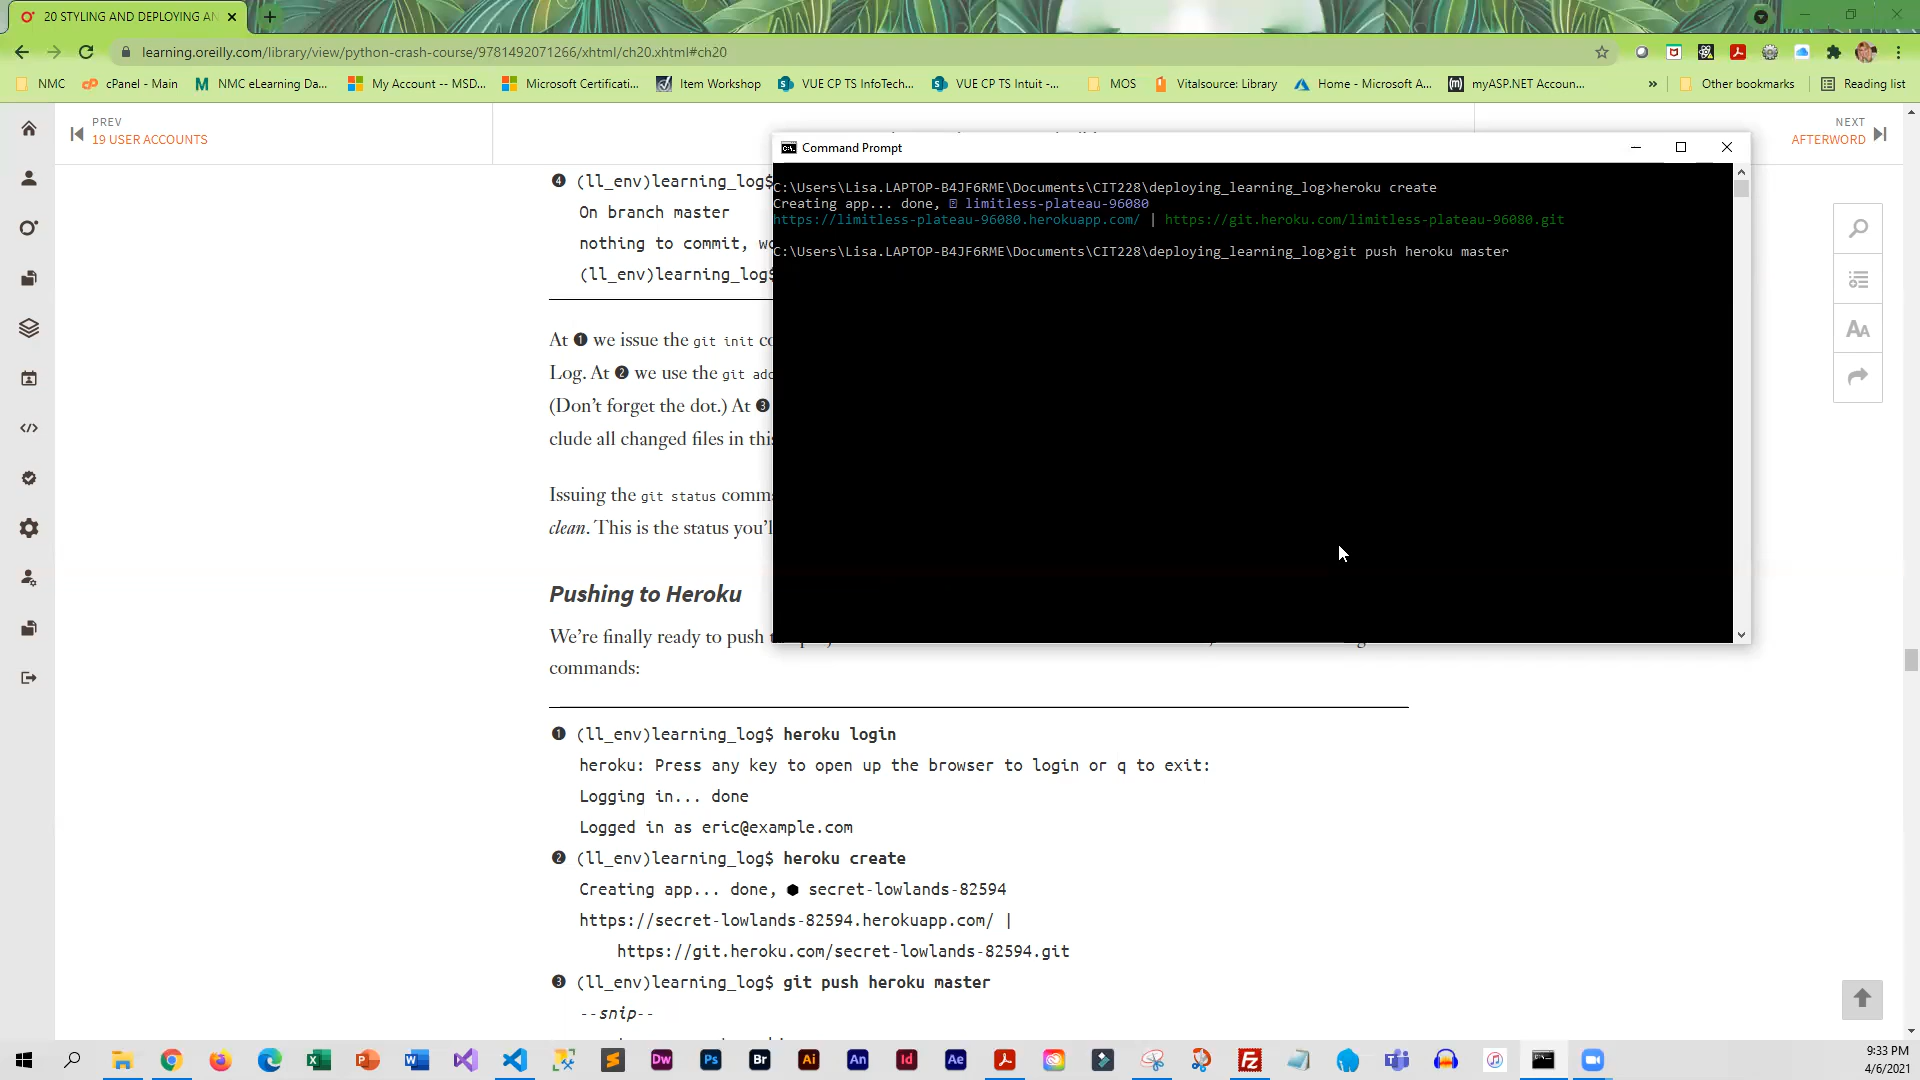 20 STYLING AND DEPLOYING AN
learning.oreilly.com/library/view/python-crash-course/9781492071266/xhtml/ch20.xhtml#ch20
NMC
cPanel - Main
NMC eLearning Da...
My Account -- MSD...
Microsoft Certificati...
Item Workshop
VUE CP TS InfoTech...
VUE CP TS Intuit -...
MOS
Vitalsource: Library
Home - Microsoft A...
myASP.NET Accoun...
»
Other bookmarks
Reading list
PREV
19 USER ACCOUNTS
NEXT
AFTERWORD
Command Prompt
C:\Users\Lisa.LAPTOP-B4JF6RME\Documents\CIT228\deploying_learning_log>heroku create
Creating app... done, limitless-plateau-96080
https://limitless-plateau-96080.herokuapp.com/ | https://git.heroku.com/limitless-plateau-96080.git
C:\Users\Lisa.LAPTOP-B4JF6RME\Documents\CIT228\deploying_learning_log>git push heroku master
❹ (ll_env)learning_log$
On branch master
nothing to commit, wo
(ll_env)learning_log$
At ❶ we issue the git init co
Log. At ❷ we use the git add
(Don't forget the dot.) At ❸
clude all changed files in this
Issuing the git status comma
clean. This is the status you'l
Pushing to Heroku
We're finally ready to push
commands:
❶ (ll_env)learning_log$ heroku login
heroku: Press any key to open up the browser to login or q to exit:
Logging in... done
Logged in as eric@example.com
❷ (ll_env)learning_log$ heroku create
Creating app... done, ⬢ secret-lowlands-82594
https://secret-lowlands-82594.herokuapp.com/ |
https://git.heroku.com/secret-lowlands-82594.git
❸ (ll_env)learning_log$ git push heroku master
--snip--
9:33 PM
4/6/2021